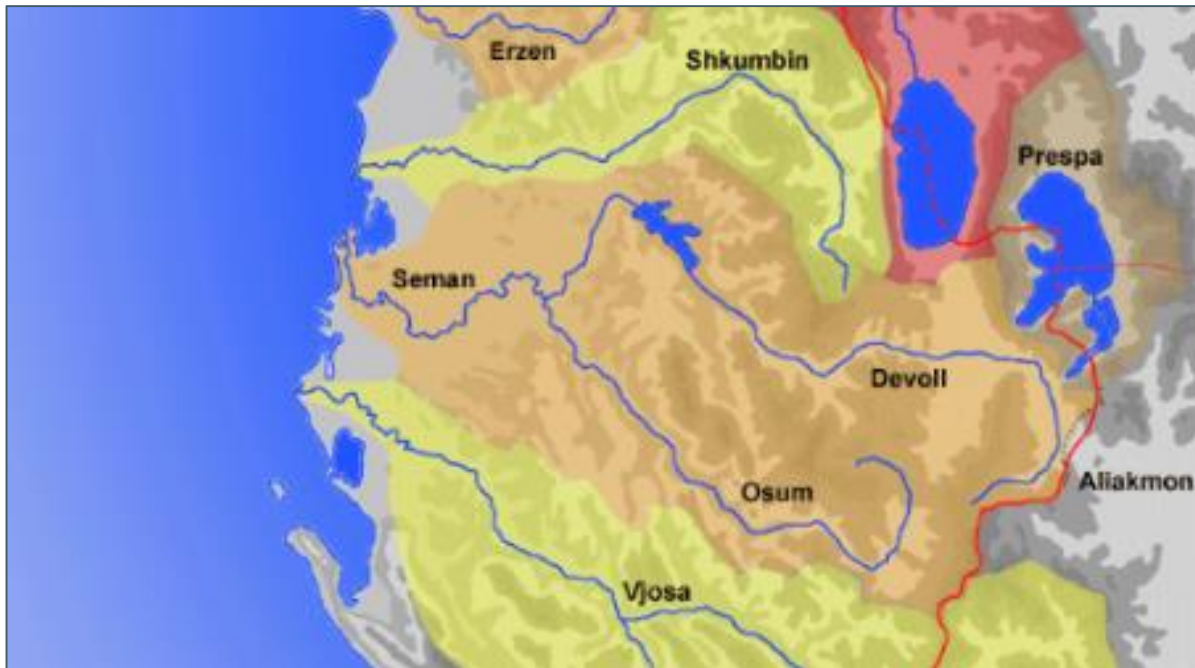 Erzen
Shkumbin
Prespa
Seman
Devoll
Aliakmon
Osum
Vjosa